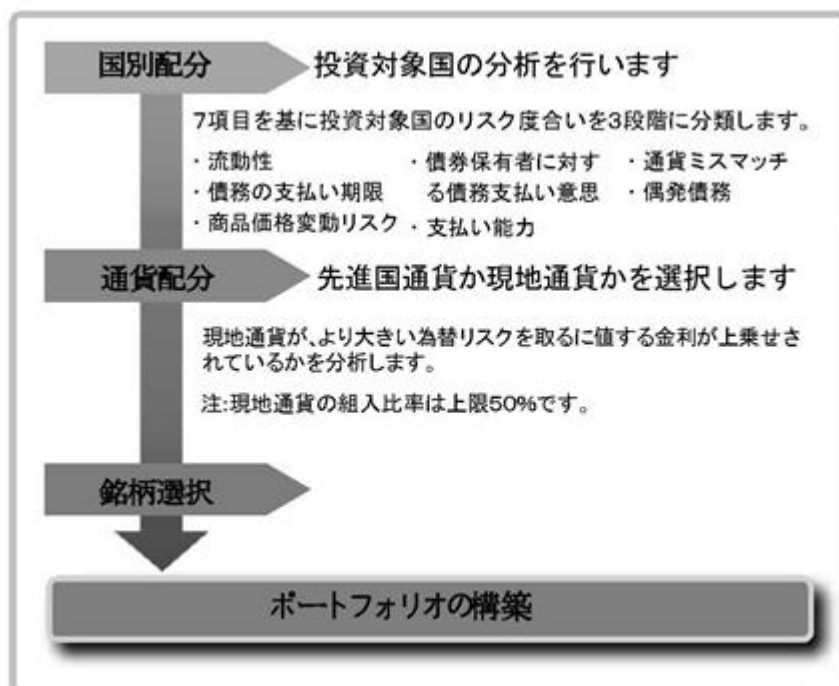 国別配分 投資対象国の分析を行います
7項目を基に投資対象国のリスク度合いを3段階に分類します。
・流動性 ・債券保有者に対す ・通貨ミスマッチ
・債務の支払い期限 る債務支払い意思 ・偶発債務
・商品価格変動リスク ・支払い能力
通貨配分 先進国通貨か現地通貨かを選択します
現地通貨が、より大きい為替リスクを取るに値する金利が上乗せさ
れているかを分析します。
注:現地通貨の組入比率は上限50%です。
銘柄選択
ポートフォリオの構築